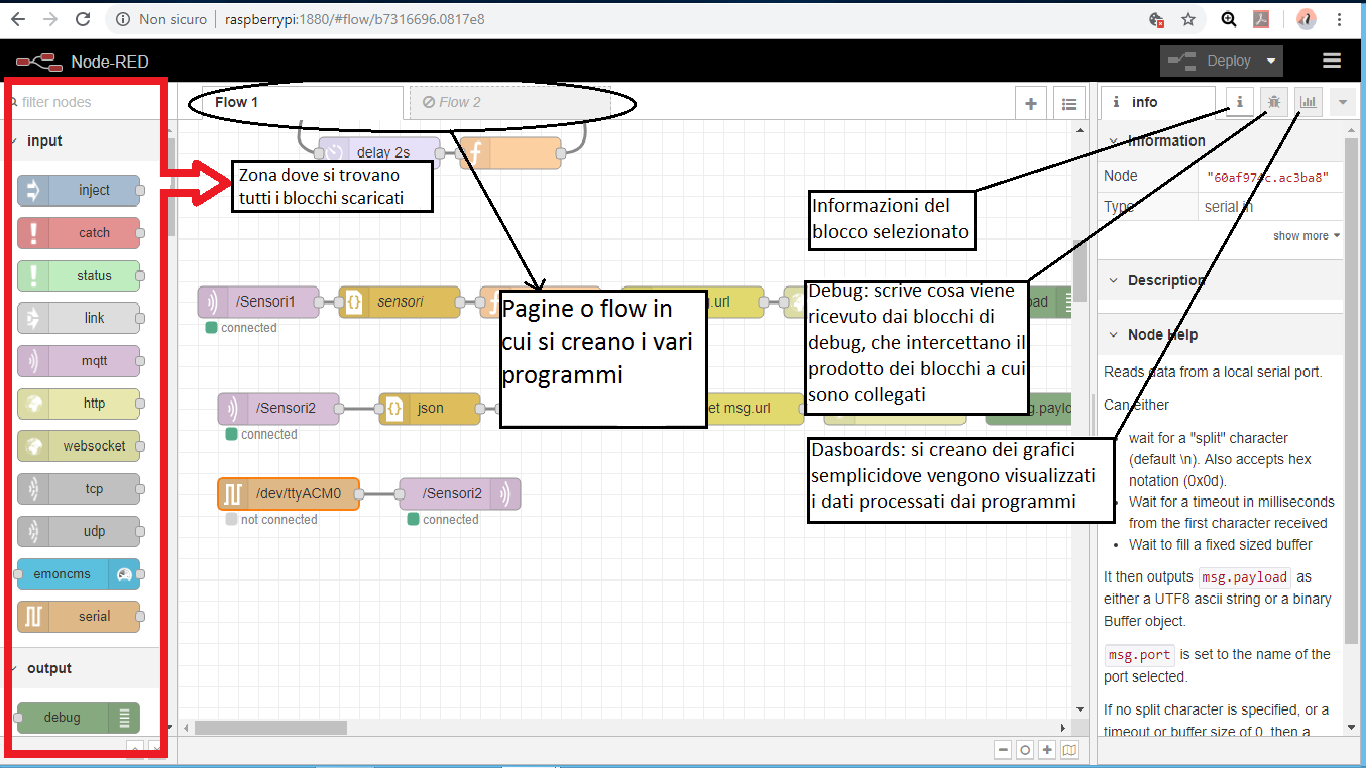 Non sicuro
raspberrypi:1880/#flow/b7316696.0817e8
Node-RED
Deploy
filter nodes
input
inject
catch
status
link
mqtt
http
websocket
tcp
udp
emoncms
serial
output
debug
Flow 1
Flow 2
delay 2s
Zona dove si trovano
tutti i blocchi scaricati
/Sensori1
connected
sensori
.url
oad
Pagine o flow in
cui si creano i vari
programmi
/Sensori2
connected
json
et msg.url
sg.paylo
/dev/ttyACM0
not connected
/Sensori2
connected
Informazioni del
blocco selezionato
Debug: scrive cosa viene
ricevuto dai blocchi di
debug, che intercettano il
prodotto dei blocchi a cui
sono collegati
Dasboards: si creano dei grafici
semplicidove vengono visualizzati
i dati processati dai programmi
info
Information
Node
"60af974c.ac3ba8"
Type
serial in
show more
Description
Node Help
Reads data from a local serial port.
Can either
wait for a "split" character
(default \n). Also accepts hex
notation (0x0d).
• Wait for a timeout in milliseconds
from the first character received
• Wait to fill a fixed sized buffer
It then outputs msg.payload as
either a UTF8 ascii string or a binary
Buffer object.
msg.port is set to the name of the
port selected.
If no split character is specified, or a
timeout or buffer size of 0, then a